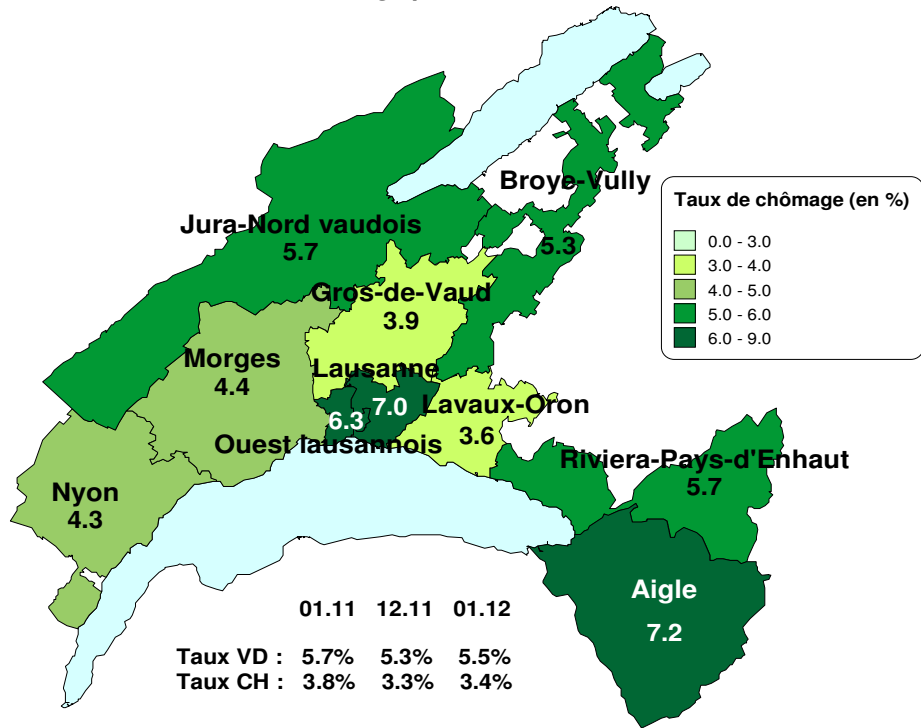 Broye-Vully
5.3
Taux de chômage (en %)
0.0 - 3.0
3.0 - 4.0
4.0 - 5.0
5.0 - 6.0
6.0 - 9.0
Jura-Nord vaudois
5.7
Gros-de-Vaud
3.9
Morges
4.4
Lausanne
7.0
6.3
Ouest lausannois
Lavaux-Oron
3.6
Riviera-Pays-d'Enhaut
5.7
Nyon
4.3
Aigle
7.2
01.11 12.11 01.12
Taux VD : 5.7% 5.3% 5.5%
Taux CH : 3.8% 3.3% 3.4%